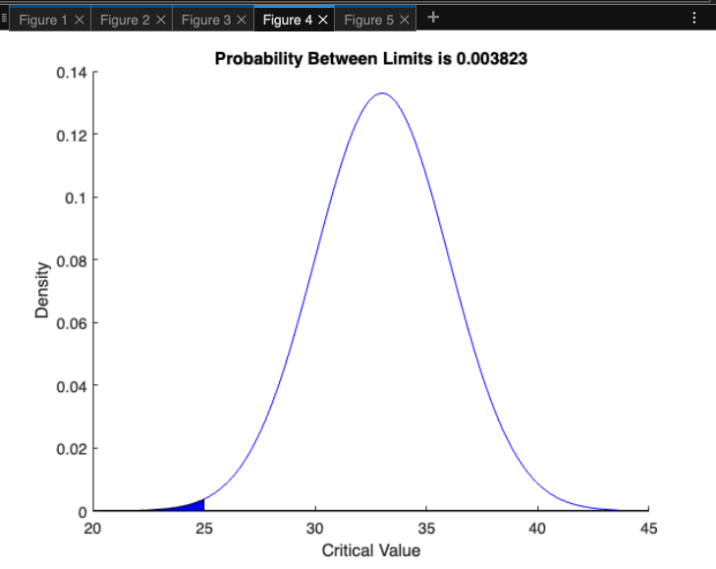 Figure 1 × Figure 2 × Figure 3 × Figure 4 × Figure 5 × +
Probability Between Limits is 0.003823
0.14
0.12
0.1
0.08
0.06
0.04
0.02
0
Density
20 25 30 35 40 45
Critical Value